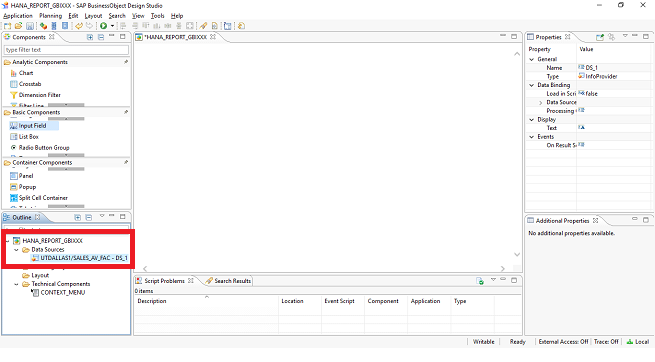 HANA_REPORT_GBIXXX - SAP BusinessObject Design Studio
Application Planning Edit Layout Search View Tools Help
Components
type filter text
Analytic Components
Chart
Crosstab
Dimension Filter
Filter Line
Basic Components
Input Field
List Box
Radio Button Group
Container Components
Panel
Popup
Split Cell Container
Outline
HANA_REPORT_GBIXXX
Data Sources
UTDALLAS1/SALES_AV_FAC - DS_1
Layout
Technical Components
CONTEXT_MENU
*HANA_REPORT_GBIXXX
Script Problems Search Results
0 items
Description Location Event Script Component Application Type
Properties
Property Value
General
Name DS_1
Type InfoProvider
Data Binding
Load in Scri false
Data Source
Processing
Display
Text
Events
On Result S
Additional Properties
No additional properties available.
Writable Ready External Access: Off Trace: Off Local